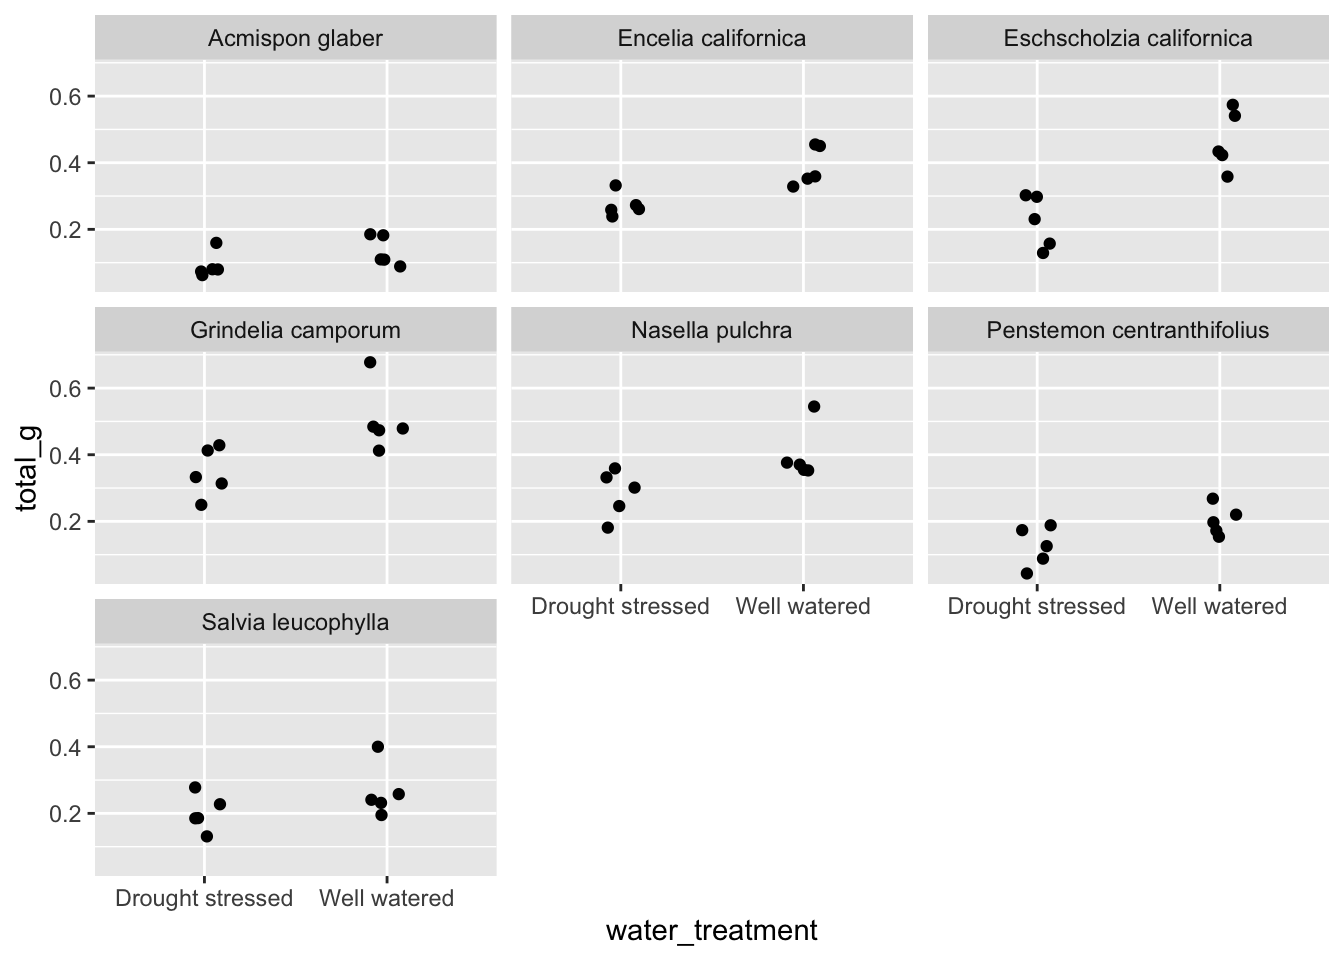 Acmispon glaber
Encelia californica
Eschscholzia californica
0.6
0.4
0.2
Grindelia camporum
Nasella pulchra
Penstemon centranthifolius
0.6
0.4
0.2
total_g
Drought stressed
Well watered
Drought stressed
Well watered
Salvia leucophylla
0.6
0.4
0.2
Drought stressed
Well watered
water_treatment